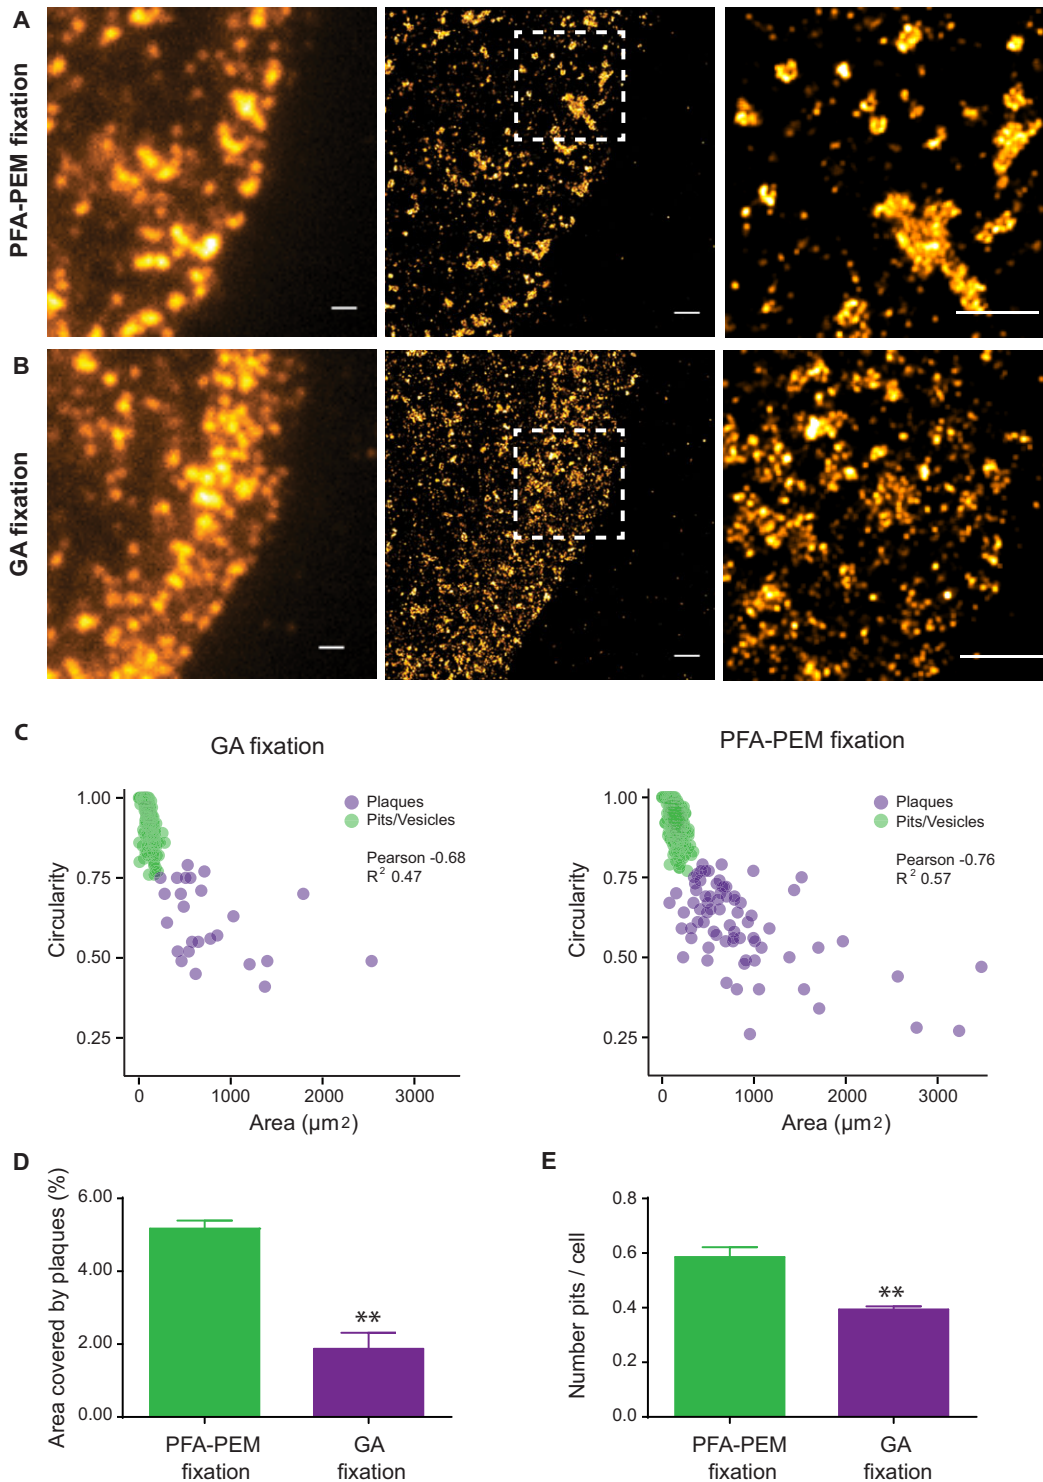 A
PFA-PEM fixation
B
GA fixation
C
GA fixation
PFA-PEM fixation
Plaques
Pits/Vesicles
Pearson -0.68
R2 0.47
1.00
0.75
0.50
0.25
Circularity
0
1000
2000
3000
Area (µm2)
Plaques
Pits/Vesicles
Pearson -0.76
R2 0.57
1.00
0.75
0.50
0.25
Circularity
0
1000
2000
3000
Area (µm2)
D
Area covered by plaques (%)
6.00
4.00
2.00
0.00
**
PFA-PEM
fixation
GA
fixation
E
Number pits / cell
0.8
0.6
0.4
0.2
0.0
**
PFA-PEM
fixation
GA
fixation